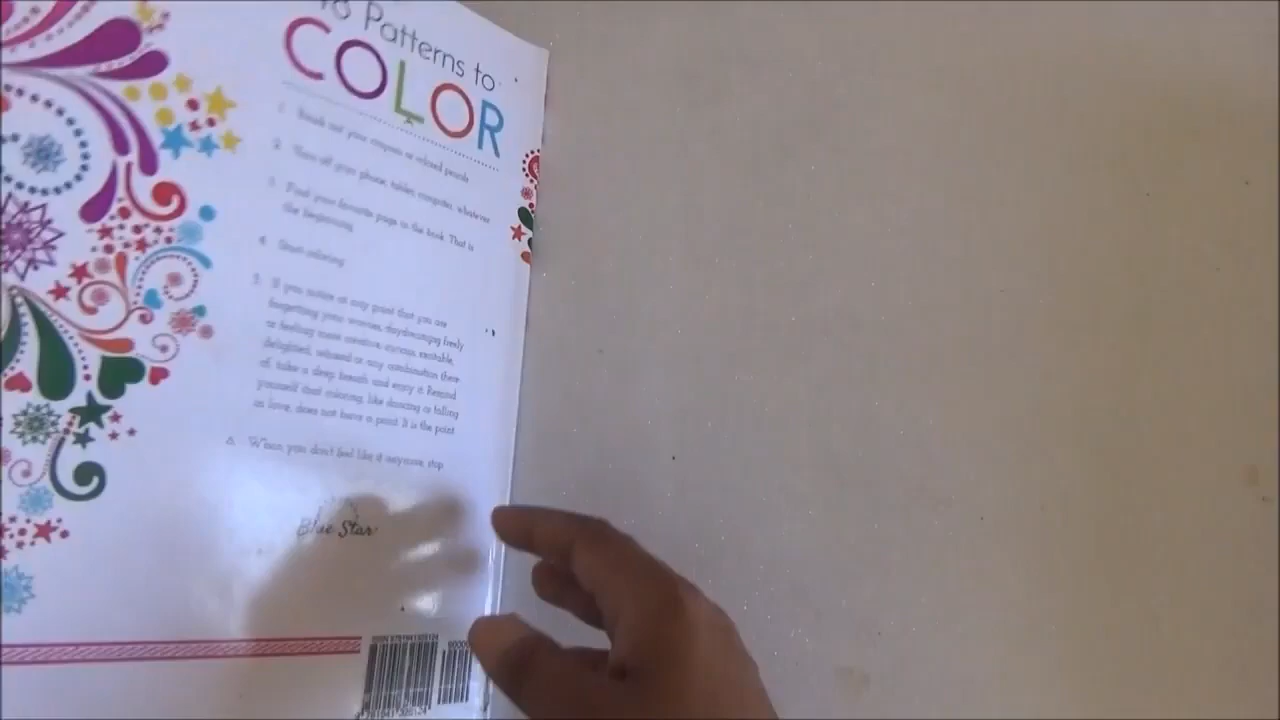 Patterns to
COLOR
1. Break out your crayons or colored pencils
2. Turn off your phone, tablet, computer, whatever
3. Find your favorite page in the book. That is
the beginning
4. Start coloring
5. If you notice at any point that you are
forgetting your worries, daydreaming freely
or feeling more creative, curious, excitable,
delighted, relaxed or any combination there
of, take a deep breath and enjoy it. Remind
yourself that coloring, like dancing or falling
in love, does not have a point. It is the point
6. When you don't feel like it anymore, stop
Blue Star